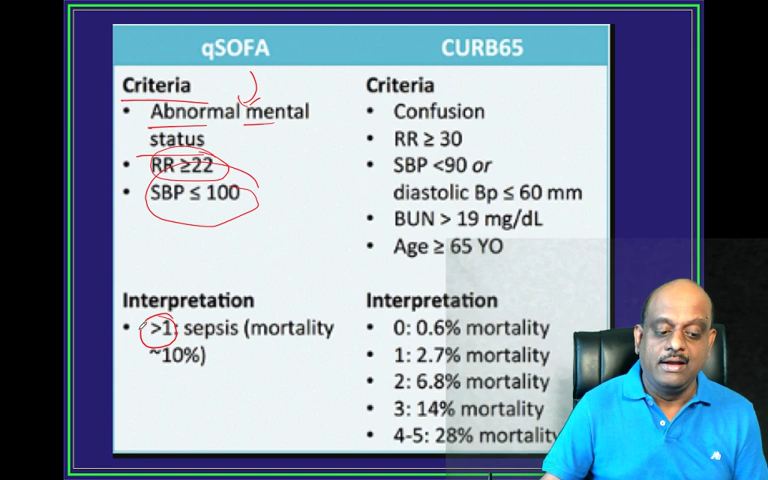 qSOFA
Criteria
• Abnormal mental
status
• RR ≥22
• SBP ≤ 100
Interpretation
• >1: sepsis (mortality
~10%)
CURB65
Criteria
• Confusion
• RR ≥ 30
• SBP <90 or
diastolic Bp ≤ 60 mm
• BUN > 19 mg/dL
• Age ≥ 65 YO
Interpretation
• 0: 0.6% mortality
• 1: 2.7% mortality
• 2: 6.8% mortality
• 3: 14% mortality
• 4-5: 28% mortality